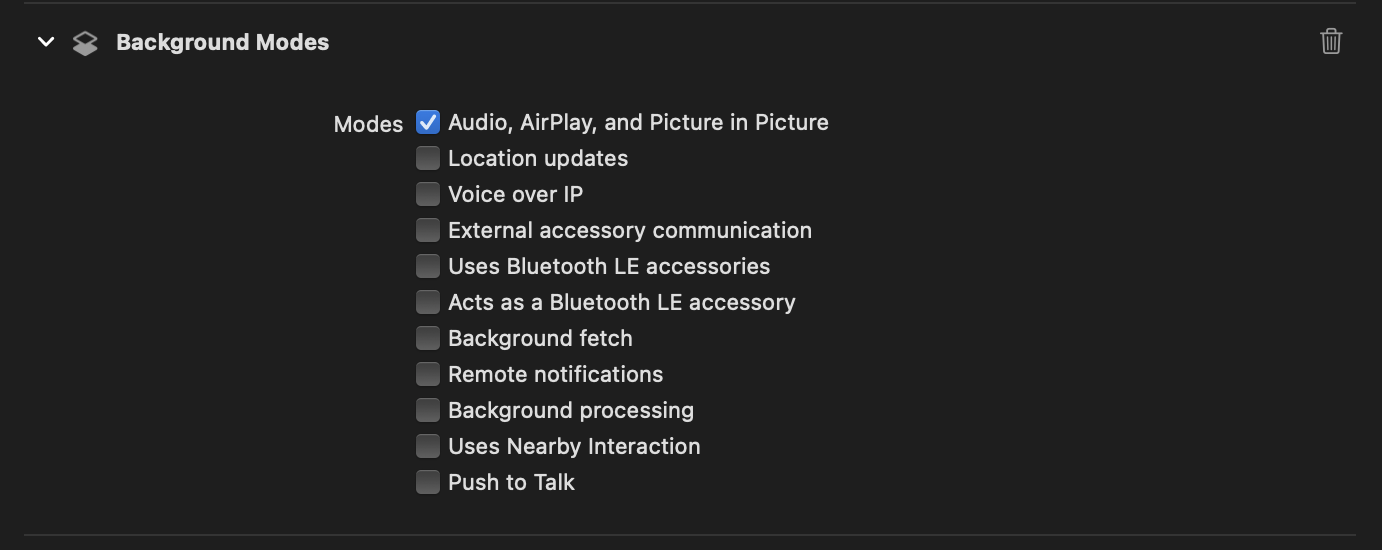 Background Modes
Modes Audio, AirPlay, and Picture in Picture
Location updates
Voice over IP
External accessory communication
Uses Bluetooth LE accessories
Acts as a Bluetooth LE accessory
Background fetch
Remote notifications
Background processing
Uses Nearby Interaction
Push to Talk